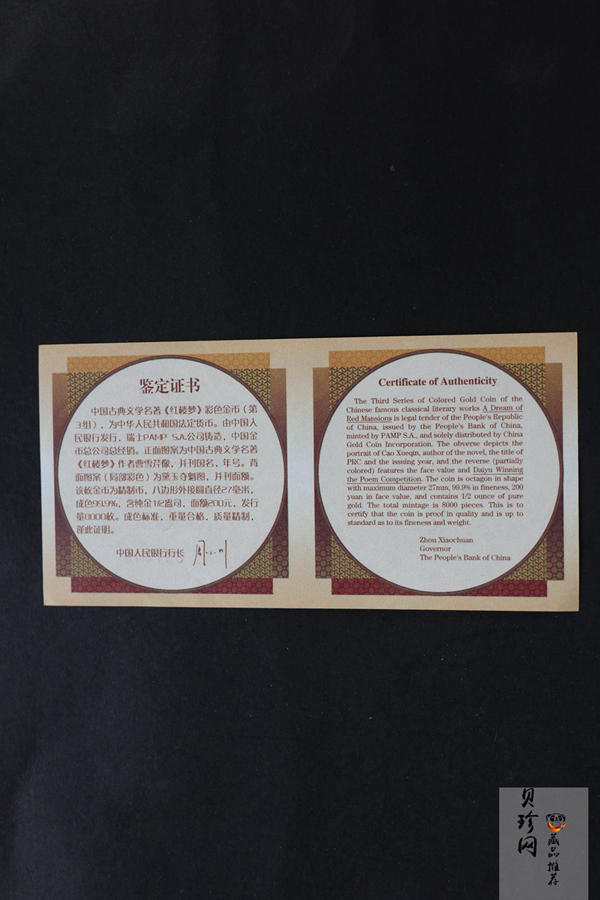 鉴定证书
中国古典文学名著《红楼梦》彩色金币（第
3组），为中华人民共和国法定货币。由中国人
民银行发行，瑞士PAMP S.A.公司铸造，中国金
币总公司总经销。正面图案为中国古典文学名著
《红楼梦》作者曹雪芹像，并刊国名、年号。背
面图案（局部彩色）为黛玉夺魁图，并刊面额。
该枚金币为精制币，八边形外接圆直径27毫米，
成色99.9%，含纯金1/2盎司，面额200元，发行
量8000枚。成色标准，重量合格，质量精制，
谨此证明。
中国人民银行行长
Certificate of Authenticity
The Third Series of Colored Gold Coin of the
Chinese famous classical literary works A Dream of
Red Mansions is legal tender of the People's Republic
of China, issued by the People's Bank of China,
minted by PAMP S.A., and solely distributed by China
Gold Coin Incorporation. The obverse depicts the
portrait of Cao Xueqin, author of the novel, the title of
PRC and the issuing year, and the reverse (partially
colored) features the face value and Daiyu Winning
the Poem Competition. The coin is octagon in shape
with maximum diameter 27mm, 99.9% in fineness, 200
yuan in face value, and contains 1/2 ounce of pure
gold. The total mintage is 8000 pieces. This is to
certify that the coin is proof in quality and is up to
standard as to its fineness and weight.
Zhou Xiaochuan
Governor
The People's Bank of China
贝珍网
藏品推荐